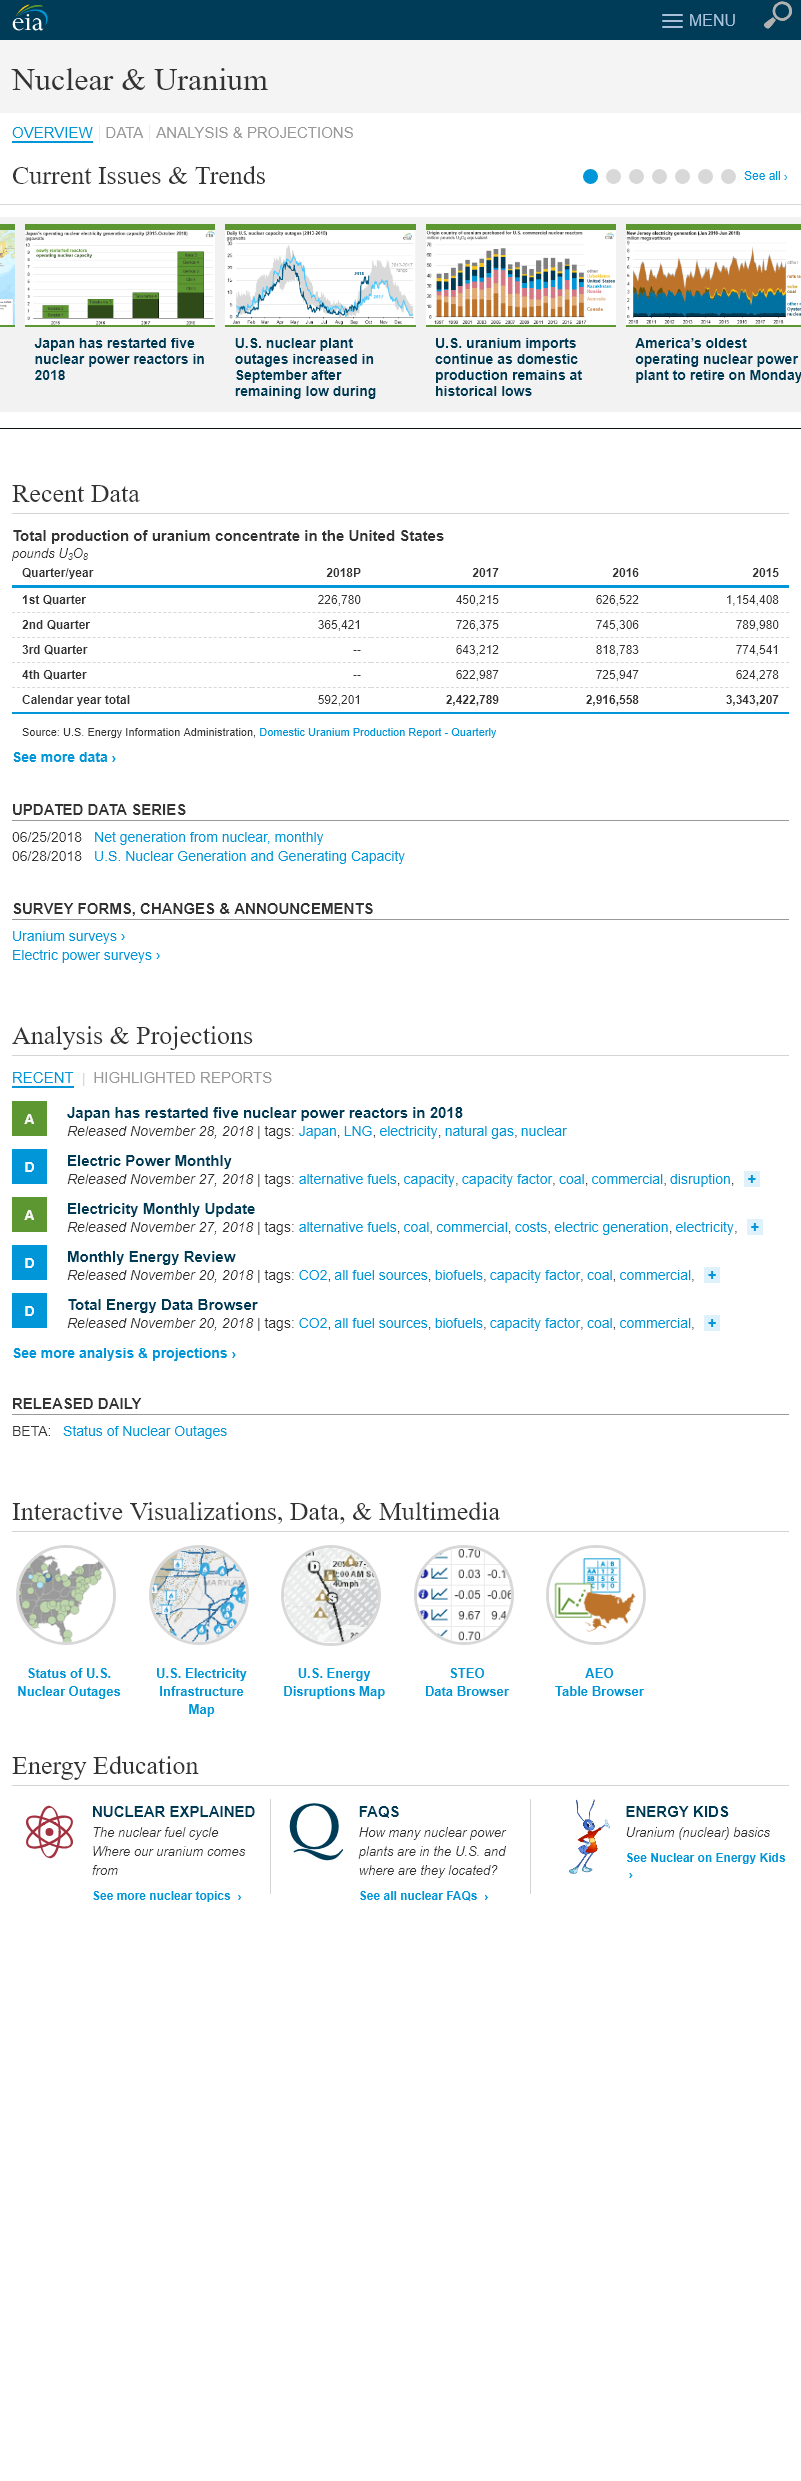 eia
MENU
Nuclear & Uranium
OVERVIEW DATA ANALYSIS & PROJECTIONS
Current Issues & Trends
See all ›
Japan has restarted five nuclear power reactors in 2018
U.S. nuclear plant outages increased in September after remaining low during
U.S. uranium imports continue as domestic production remains at historical lows
America's oldest operating nuclear power plant to retire on Monday
Recent Data
Total production of uranium concentrate in the United States
pounds U3O8
Quarter/year 2018P 2017 2016 2015
1st Quarter 226,780 450,215 626,522 1,154,408
2nd Quarter 365,421 726,375 745,306 789,980
3rd Quarter -- 643,212 818,783 774,541
4th Quarter -- 622,987 725,947 624,278
Calendar year total 592,201 2,422,789 2,916,558 3,343,207
Source: U.S. Energy Information Administration, Domestic Uranium Production Report - Quarterly
See more data ›
UPDATED DATA SERIES
06/25/2018 Net generation from nuclear, monthly
06/28/2018 U.S. Nuclear Generation and Generating Capacity
SURVEY FORMS, CHANGES & ANNOUNCEMENTS
Uranium surveys ›
Electric power surveys ›
Analysis & Projections
RECENT | HIGHLIGHTED REPORTS
A Japan has restarted five nuclear power reactors in 2018
Released November 28, 2018 | tags: Japan, LNG, electricity, natural gas, nuclear
D Electric Power Monthly
Released November 27, 2018 | tags: alternative fuels, capacity, capacity factor, coal, commercial, disruption, +
A Electricity Monthly Update
Released November 27, 2018 | tags: alternative fuels, coal, commercial, costs, electric generation, electricity, +
D Monthly Energy Review
Released November 20, 2018 | tags: CO2, all fuel sources, biofuels, capacity factor, coal, commercial, +
D Total Energy Data Browser
Released November 20, 2018 | tags: CO2, all fuel sources, biofuels, capacity factor, coal, commercial, +
See more analysis & projections ›
RELEASED DAILY
BETA: Status of Nuclear Outages
Interactive Visualizations, Data, & Multimedia
Status of U.S. Nuclear Outages
U.S. Electricity Infrastructure Map
U.S. Energy Disruptions Map
STEO Data Browser
AEO Table Browser
Energy Education
NUCLEAR EXPLAINED
The nuclear fuel cycle
Where our uranium comes from
See more nuclear topics ›
Q
FAQS
How many nuclear power plants are in the U.S. and where are they located?
See all nuclear FAQs ›
ENERGY KIDS
Uranium (nuclear) basics
See Nuclear on Energy Kids ›